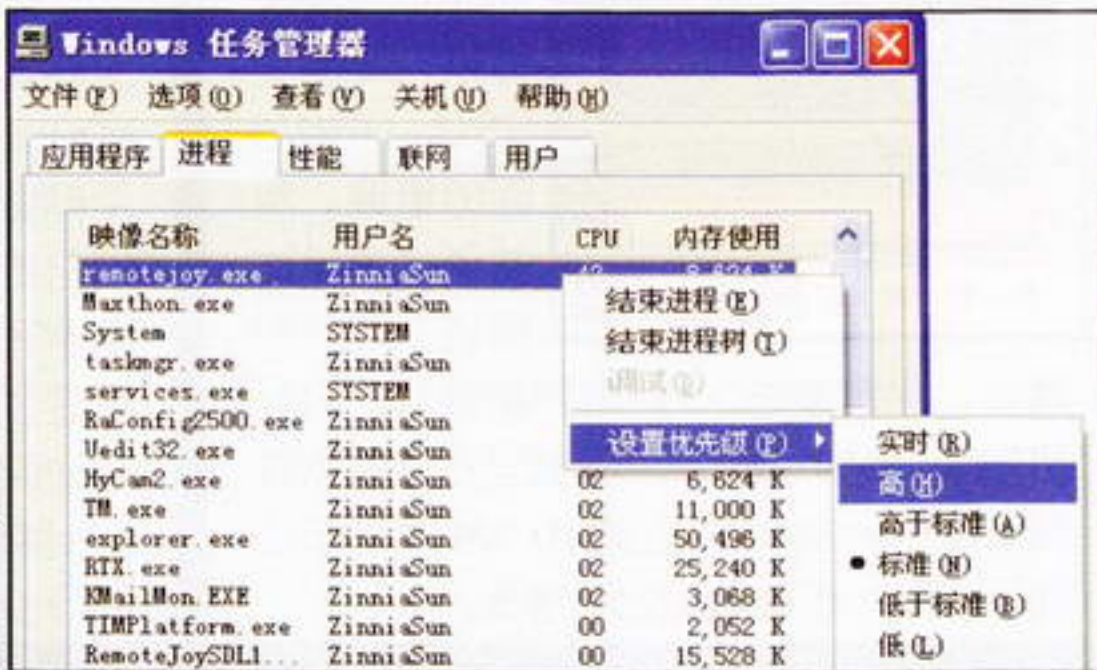 Windows 任务管理器
文件(F) 选项(O) 查看(V) 关机(U) 帮助(H)
应用程序 进程 性能 联网 用户
映像名称 用户名 CPU 内存使用
remotejoy.exe ZinniaSun 42 8,624 K
Maxthon.exe ZinniaSun
System SYSTEM
taskmgr.exe ZinniaSun
services.exe SYSTEM
RaConfig2500.exe ZinniaSun
Uedit32.exe ZinniaSun
HyCam2.exe ZinniaSun 02 6,624 K
TM.exe ZinniaSun 02 11,000 K
explorer.exe ZinniaSun 02 50,496 K
RTX.exe ZinniaSun 02 25,240 K
KMailMon.EXE ZinniaSun 02 3,068 K
TIMPlatform.exe ZinniaSun 00 2,052 K
RemoteJoySDL1... ZinniaSun 00 15,528 K
结束进程(E)
结束进程树(T)
调试(D)
设置优先级(P)
实时(R)
高(H)
高于标准(A)
标准(N)
低于标准(B)
低(L)